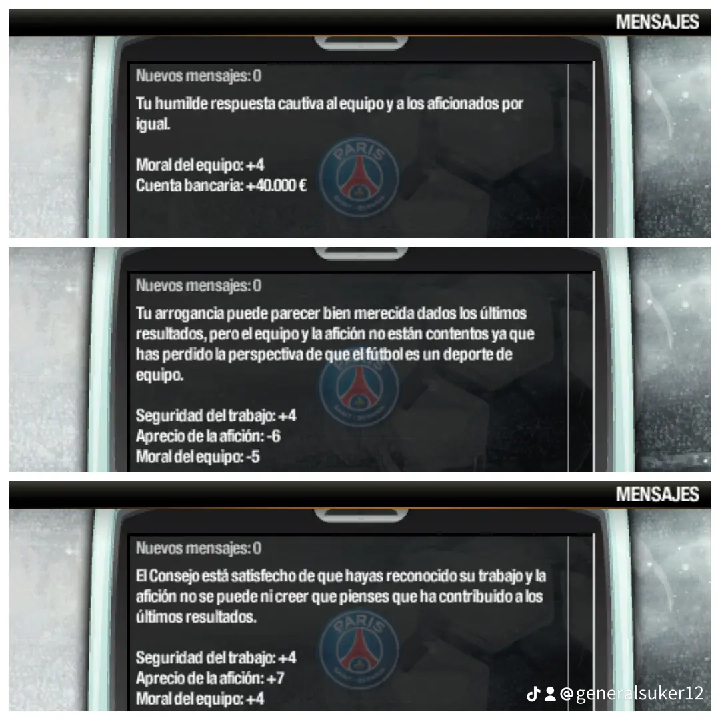 MENSAJES
Nuevos mensajes: 0
Tu humilde respuesta cautiva al equipo y a los aficionados por
igual.
Moral del equipo: +4
Cuenta bancaria: +40.000 €
PARIS
Nuevos mensajes: 0
Tu arrogancia puede parecer bien merecida dados los últimos
resultados, pero el equipo y la afición no están contentos ya que
has perdido la perspectiva de que el fútbol es un deporte de
equipo.
Seguridad del trabajo: +4
Aprecio de la afición: -6
Moral del equipo: -5
MENSAJES
Nuevos mensajes: 0
El Consejo está satisfecho de que hayas reconocido su trabajo y la
afición no se puede ni creer que pienses que ha contribuido a los
últimos resultados.
PARIS
Seguridad del trabajo: +4
Aprecio de la afición: +7
Moral del equipo: +4
@generalsuker12